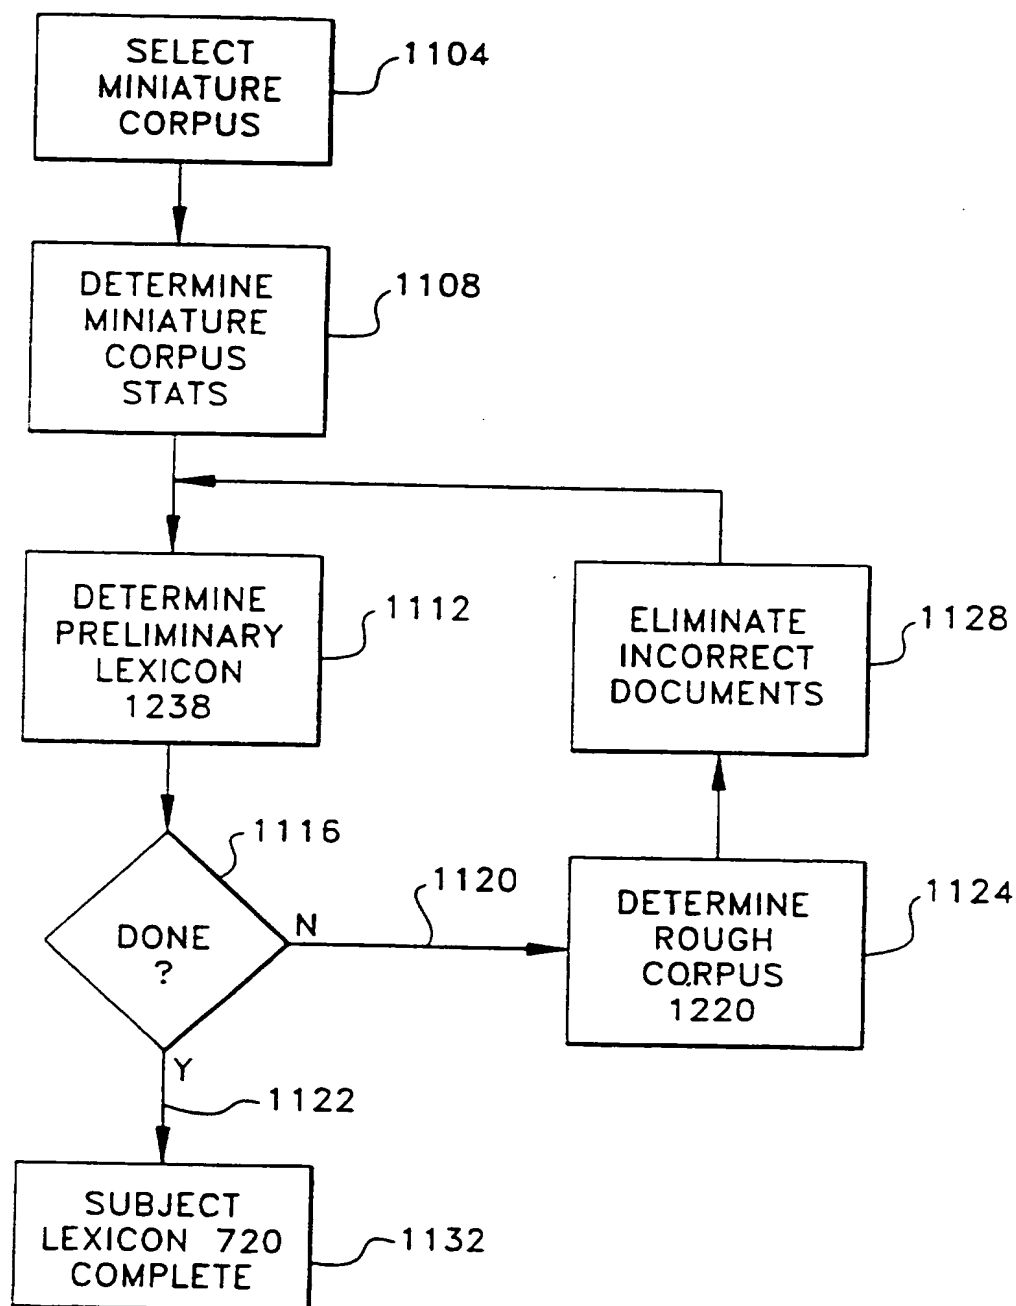 SELECT
MINIATURE
CORPUS
1104
DETERMINE
MINIATURE
CORPUS
STATS
1108
DETERMINE
PRELIMINARY
LEXICON
1238
1112
ELIMINATE
INCORRECT
DOCUMENTS
1128
DONE
?
1116
N
1120
DETERMINE
ROUGH
CORPUS
1220
1124
Y
1122
SUBJECT
LEXICON 720
COMPLETE
1132